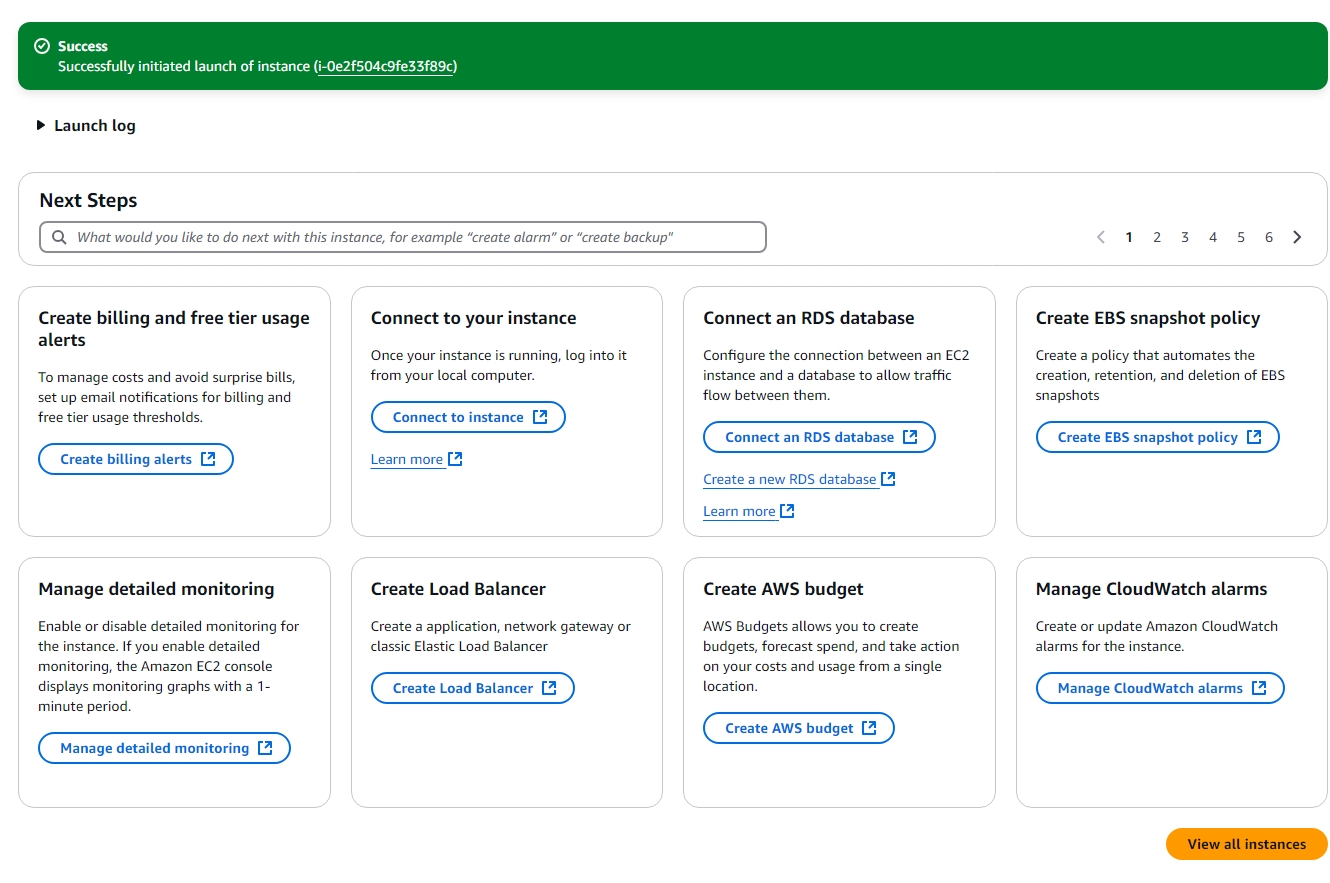 Success
Successfully initiated launch of instance (i-0e2f504c9fe33f89c)
Launch log
Next Steps
What would you like to do next with this instance, for example “create alarm” or “create backup"
1 2 3 4 5 6
Create billing and free tier usage
alerts
To manage costs and avoid surprise bills,
set up email notifications for billing and
free tier usage thresholds.
Create billing alerts
Connect to your instance
Once your instance is running, log into it
from your local computer.
Connect to instance
Learn more
Connect an RDS database
Configure the connection between an EC2
instance and a database to allow traffic
flow between them.
Connect an RDS database
Create a new RDS database
Learn more
Create EBS snapshot policy
Create a policy that automates the
creation, retention, and deletion of EBS
snapshots
Create EBS snapshot policy
Manage detailed monitoring
Enable or disable detailed monitoring for
the instance. If you enable detailed
monitoring, the Amazon EC2 console
displays monitoring graphs with a 1-
minute period.
Manage detailed monitoring
Create Load Balancer
Create a application, network gateway or
classic Elastic Load Balancer
Create Load Balancer
Create AWS budget
AWS Budgets allows you to create
budgets, forecast spend, and take action
on your costs and usage from a single
location.
Create AWS budget
Manage CloudWatch alarms
Create or update Amazon CloudWatch
alarms for the instance.
Manage CloudWatch alarms
View all instances